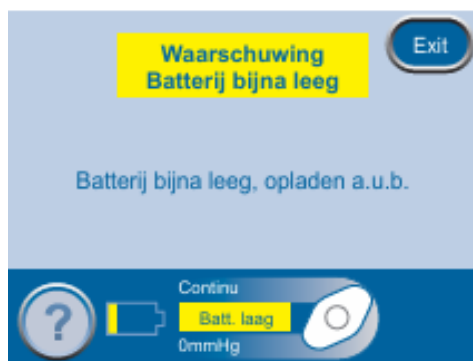 Exit
Waarschuwing
Batterij bijna leeg
Batterij bijna leeg, opladen a.u.b.
?
Continu
Batt. laag
0mmHg